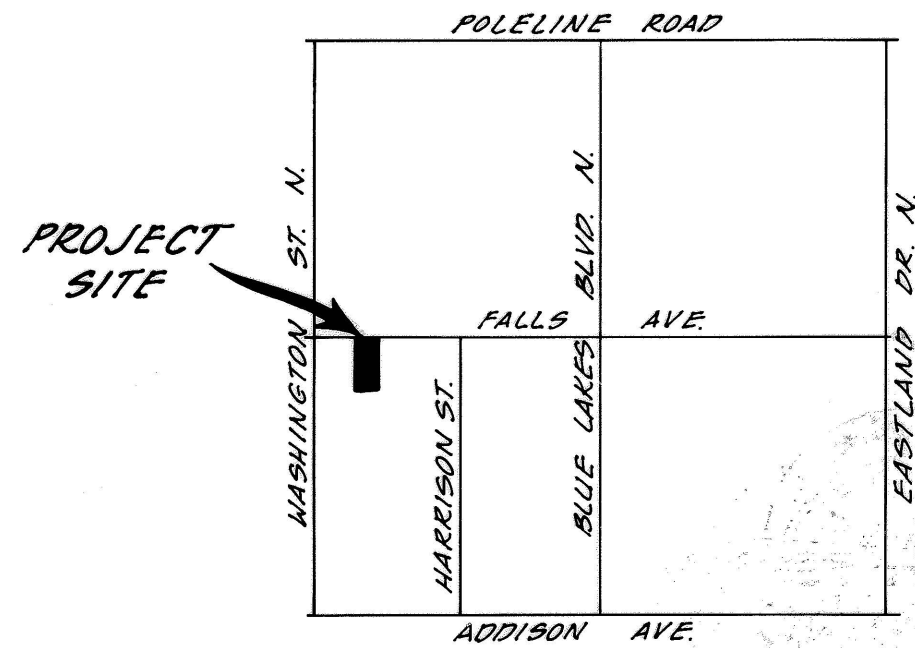 POLELINE ROAD
WASHINGTON ST. N.
BLUE LAKES BLVD. N.
EASTLAND DR. N.
PROJECT
SITE
FALLS AVE.
HARRISON ST.
ADDISON AVE.